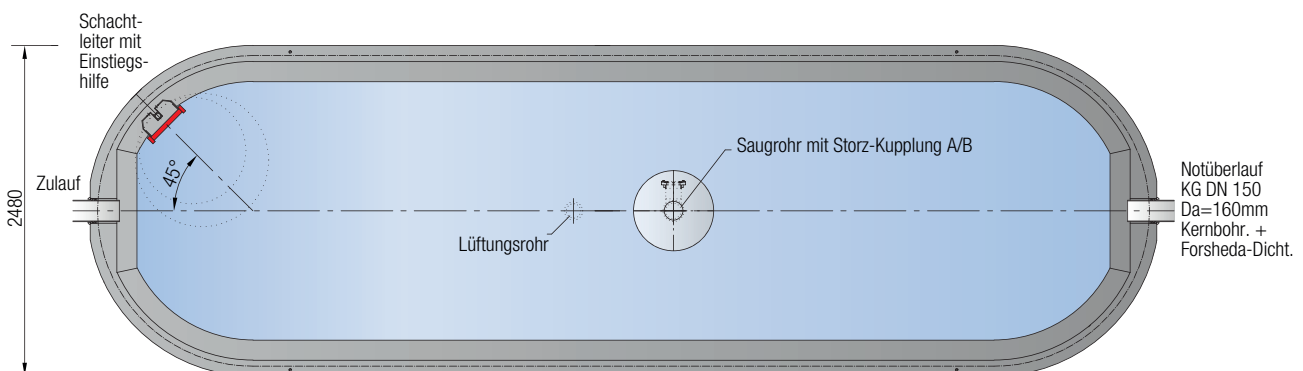 Schacht-
leiter mit
Einstiegs-
hilfe
Saugrohr mit Storz-Kupplung A/B
45°
Zulauf
2480
Lüftungsrohr
Notüberlauf
KG DN 150
Da=160mm
Kernbohr. +
Forsheda-Dicht.